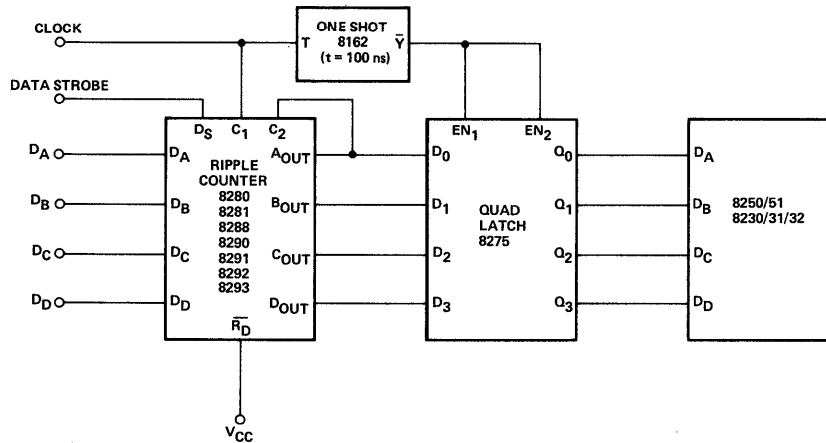 CLOCK
ONE SHOT
8162
(t = 100 ns)
T
Y̅
DATA STROBE
DS
C1
C2
EN1
EN2
DA
DA
RIPPLE
COUNTER
8280
8281
8288
8290
8291
8292
8293
AOUT
D0
Q0
DA
DB
DB
BOUT
D1
QUAD
LATCH
8275
Q1
DB
8250/51
8230/31/32
DC
DC
COUT
D2
Q2
DC
DD
DD
DOUT
D3
Q3
DD
R̅D̅
VCC